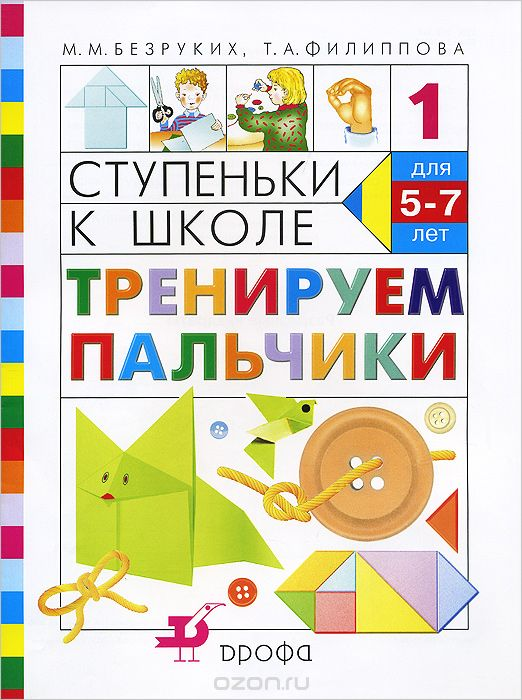 М. М. БЕЗРУКИХ, Т. А. ФИЛИППОВА
1
СТУПЕНЬКИ
К ШКОЛЕ
для
5-7
лет
ТРЕНИРУЕМ
ПАЛЬЧИКИ
дрофа
ozon.ru